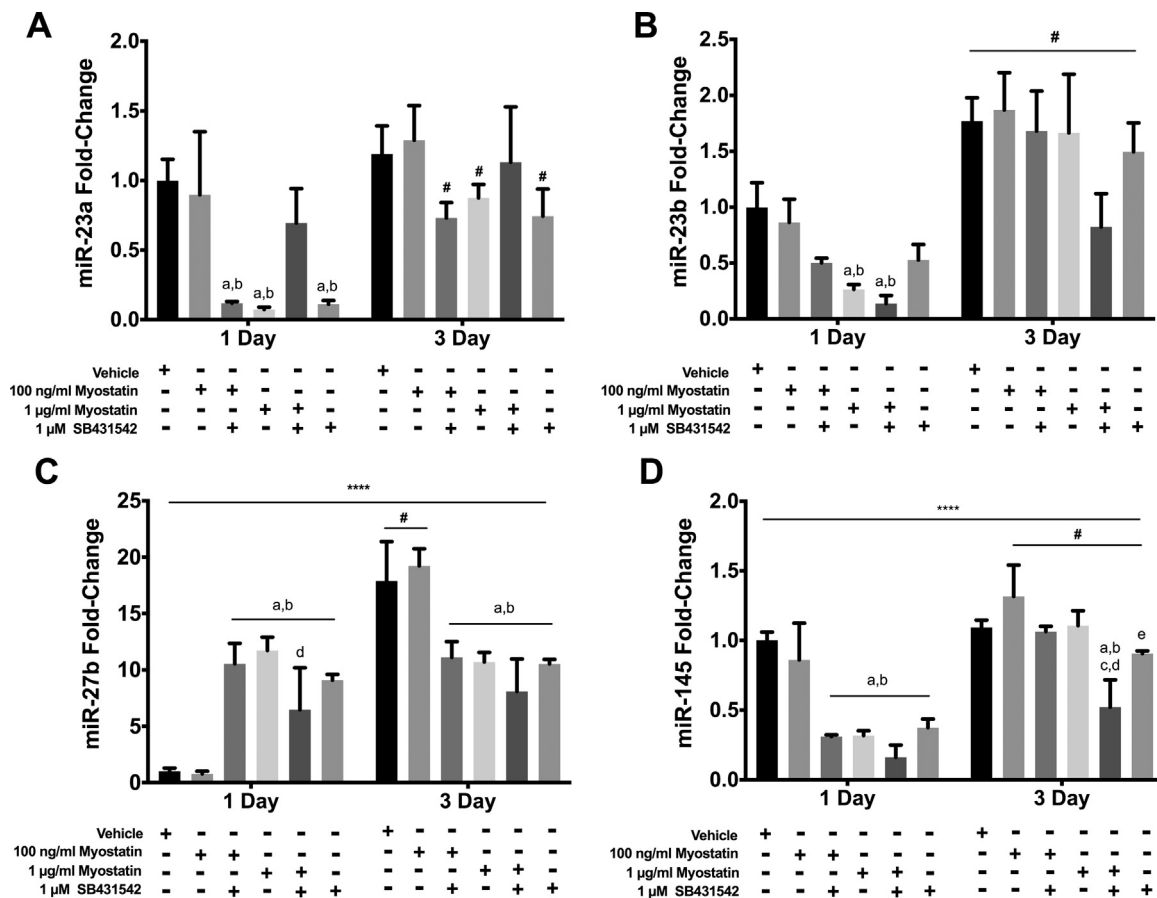 A
miR-23a Fold-Change
2.0
1.5
1.0
0.5
0.0
a,b a,b a,b
# # #
1 Day 3 Day
Vehicle + - - - - - + - - - - -
100 ng/ml Myostatin - + + - - - - + + - - -
1 µg/ml Myostatin - - - + + - - - - + + -
1 µM SB431542 - - + - + + - - + - + +
B
miR-23b Fold-Change
2.5
2.0
1.5
1.0
0.5
0.0
#
a,b a,b
1 Day 3 Day
Vehicle + - - - - - + - - - - -
100 ng/ml Myostatin - + + - - - - + + - - -
1 µg/ml Myostatin - - - + + - - - - + + -
1 µM SB431542 - - + - + + - - + - + +
C
miR-27b Fold-Change
25
20
15
10
5
0
****
#
a,b a,b
d
1 Day 3 Day
Vehicle + - - - - - + - - - - -
100 ng/ml Myostatin - + + - - - - + + - - -
1 µg/ml Myostatin - - - + + - - - - + + -
1 µM SB431542 - - + - + + - - + - + +
D
miR-145 Fold-Change
2.0
1.5
1.0
0.5
0.0
****
#
a,b
a,b
c,d
e
1 Day 3 Day
Vehicle + - - - - - + - - - - -
100 ng/ml Myostatin - + + - - - - + + - - -
1 µg/ml Myostatin - - - + + - - - - + + -
1 µM SB431542 - - + - + + - - + - + +